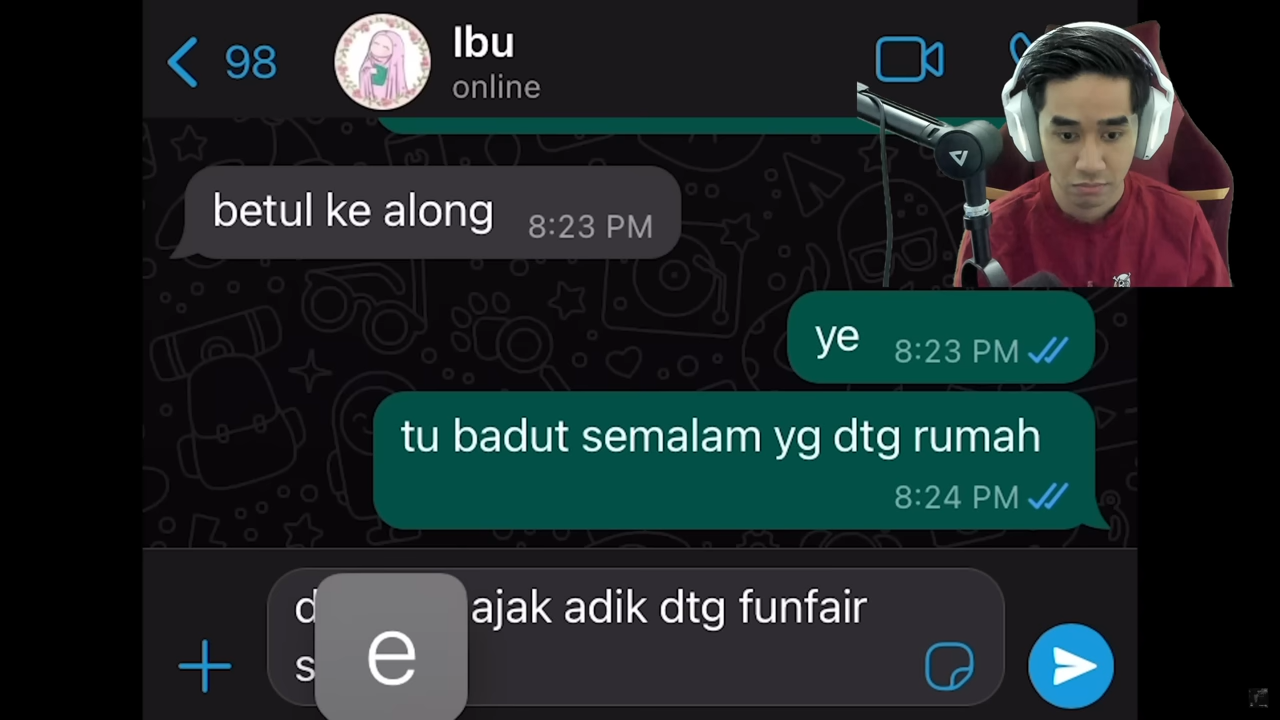 98
Ibu
online
betul ke along 8:23 PM
ye 8:23 PM
tu badut semalam yg dtg rumah
8:24 PM
ajak adik dtg funfair
e